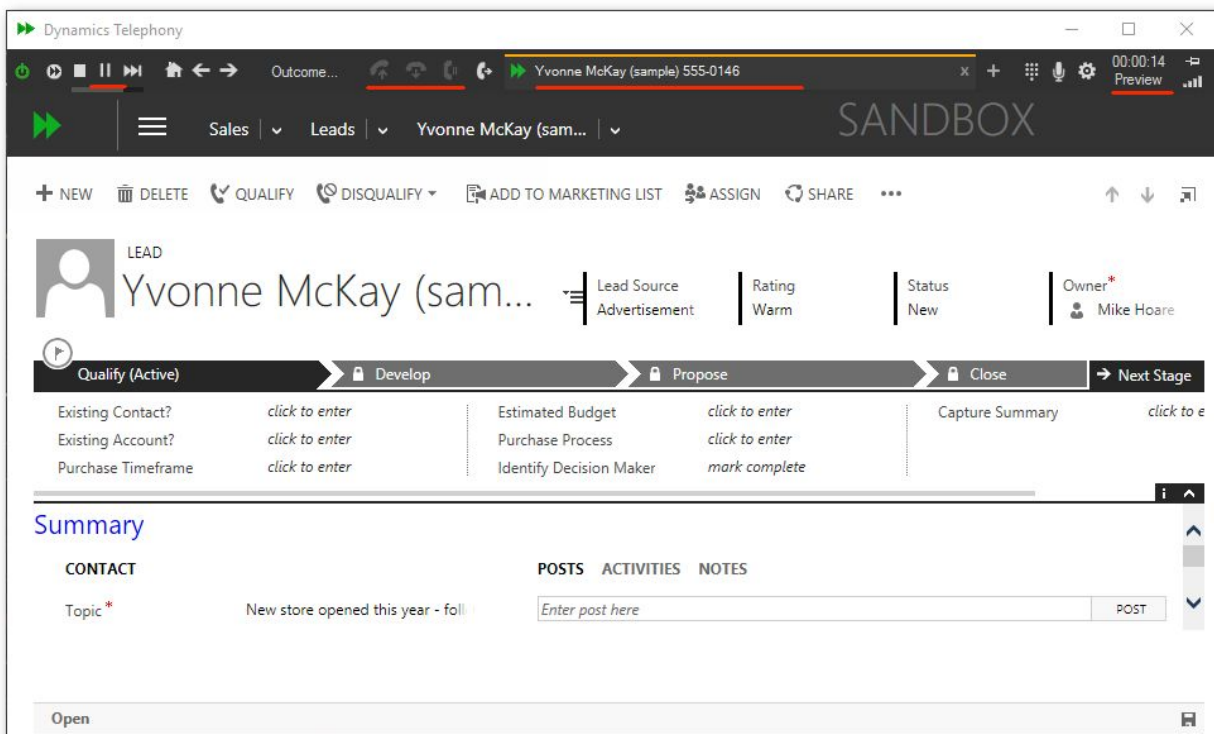 Dynamics Telephony
Outcome... Yvonne McKay (sample) 555-0146 x 00:00:14
Preview
Sales Leads Yvonne McKay (sam... SANDBOX
NEW DELETE QUALIFY DISQUALIFY ADD TO MARKETING LIST ASSIGN SHARE •••
LEAD
Yvonne McKay (sam...
Lead Source Rating Status Owner*
Advertisement Warm New Mike Hoare
Qualify (Active) Develop Propose Close → Next Stage
Existing Contact? click to enter Estimated Budget click to enter Capture Summary click to e
Existing Account? click to enter Purchase Process click to enter
Purchase Timeframe click to enter Identify Decision Maker mark complete
Summary
CONTACT POSTS ACTIVITIES NOTES
Topic* New store opened this year - foll Enter post here POST
Open